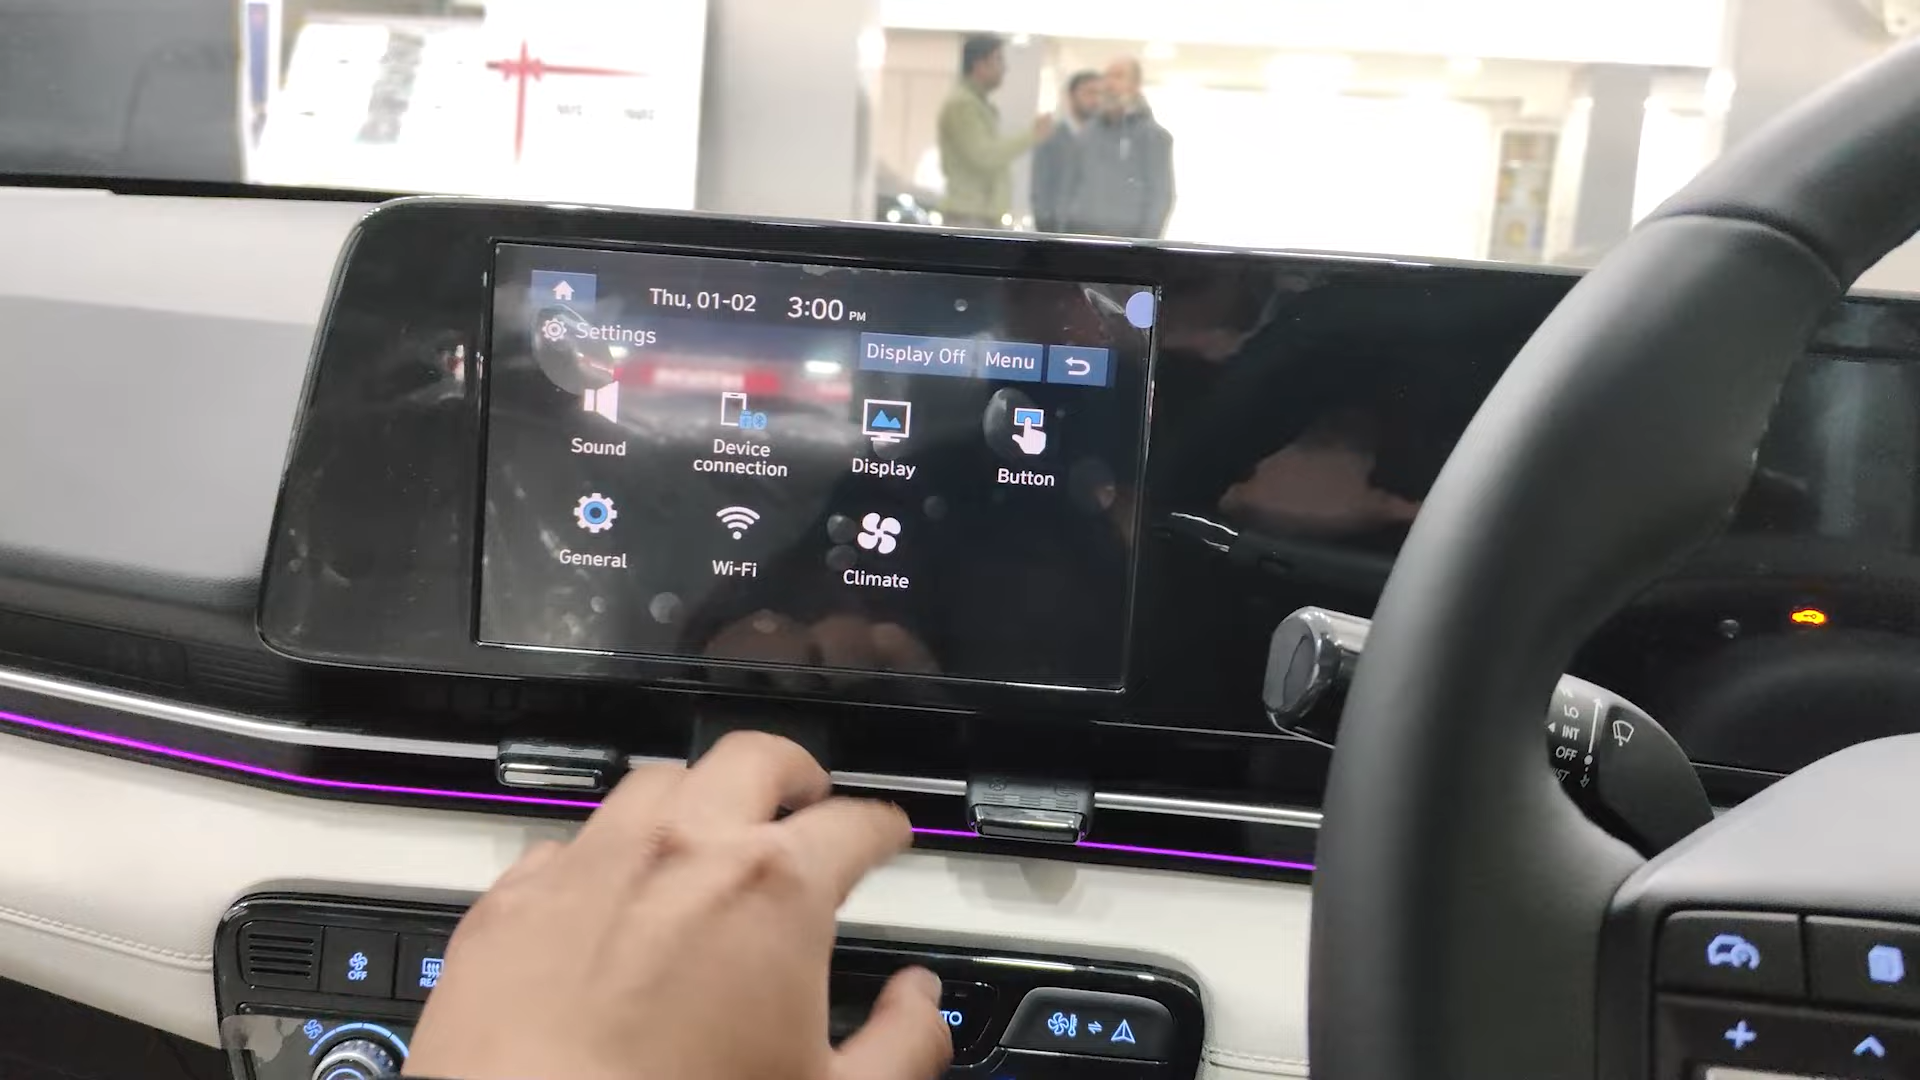 Thu, 01-02 3:00 PM
Settings
Display Off Menu
Sound
Device
connection
Display
Button
General
Wi-Fi
Climate
LO
INT
OFF
OFF